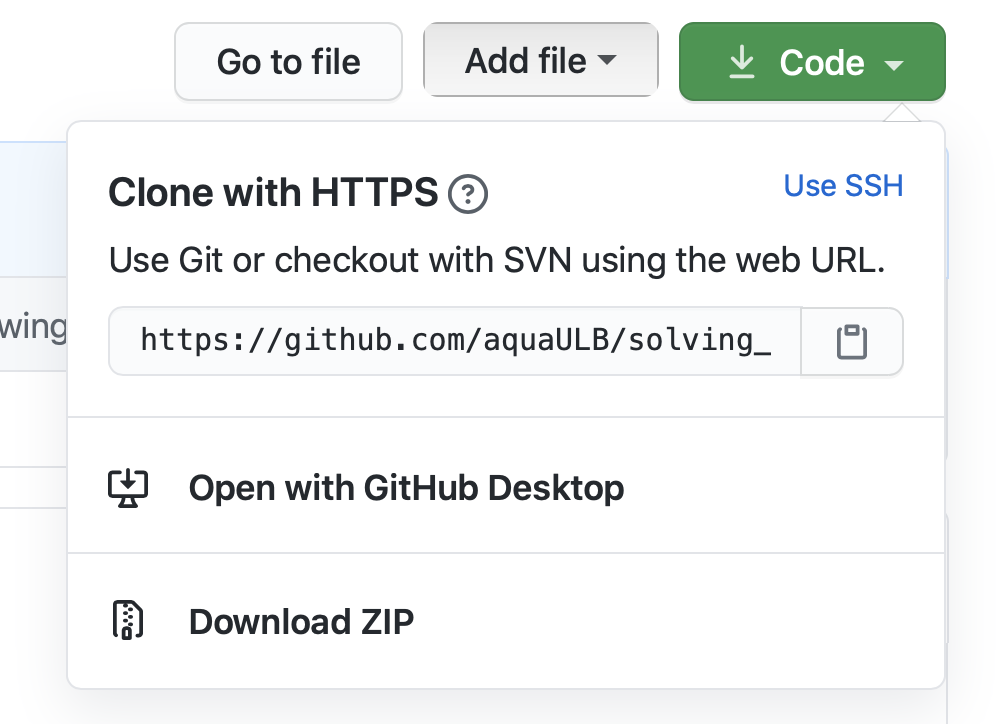 Go to file
Add file
Code
Clone with HTTPS
Use SSH
Use Git or checkout with SVN using the web URL.
wing
https://github.com/aquaULB/solving_
Open with GitHub Desktop
Download ZIP